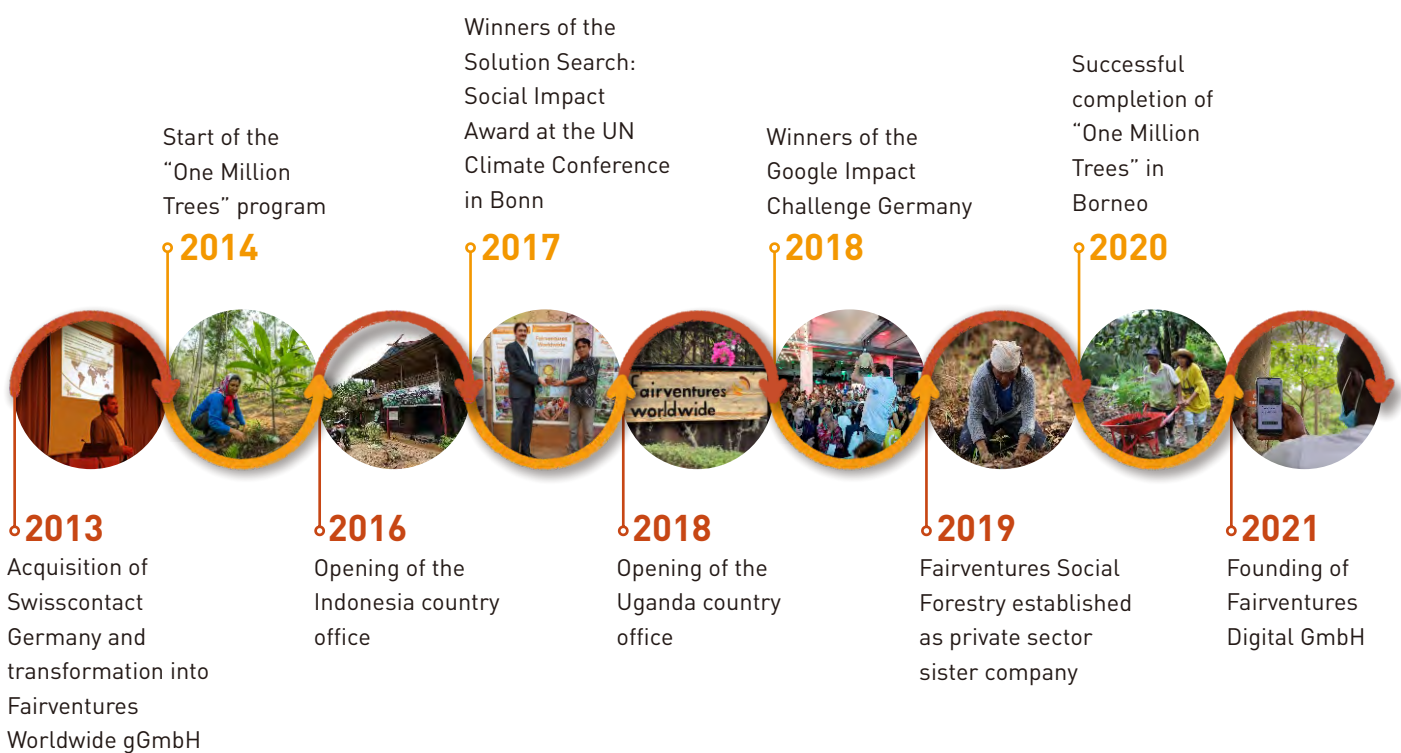 Winners of the
Solution Search:
Social Impact
Award at the UN
Climate Conference
in Bonn
Successful
completion of
“One Million
Trees” in
Borneo
Start of the
“One Million
Trees” program
Winners of the
Google Impact
Challenge Germany
2014
2017
2018
2020
Fairventures
Worldwide
airventures
worldwide
2013
Acquisition of
Swisscontact
Germany and
transformation into
Fairventures
Worldwide gGmbH
2016
Opening of the
Indonesia country
office
2018
Opening of the
Uganda country
office
2019
Fairventures Social
Forestry established
as private sector
sister company
2021
Founding of
Fairventures
Digital GmbH